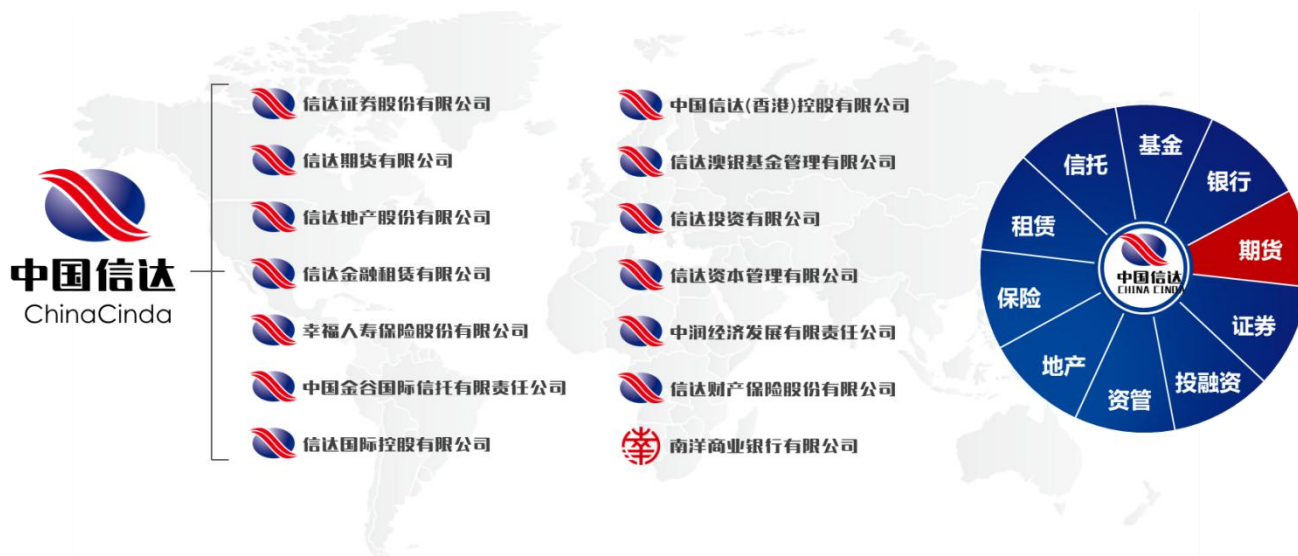 中国信达
ChinaCinda
信达证券股份有限公司
信达期货有限公司
信达地产股份有限公司
信达金融租赁有限公司
幸福人寿保险股份有限公司
中国金谷国际信托有限责任公司
信达国际控股有限公司
中国信达(香港)控股有限公司
信达澳银基金管理有限公司
信达投资有限公司
信达资本管理有限公司
中润经济发展有限责任公司
信达财产保险股份有限公司
南洋商业银行有限公司
基金
银行
期货
证券
投融资
资管
地产
保险
租赁
信托
中国信达
CHINA CINDA